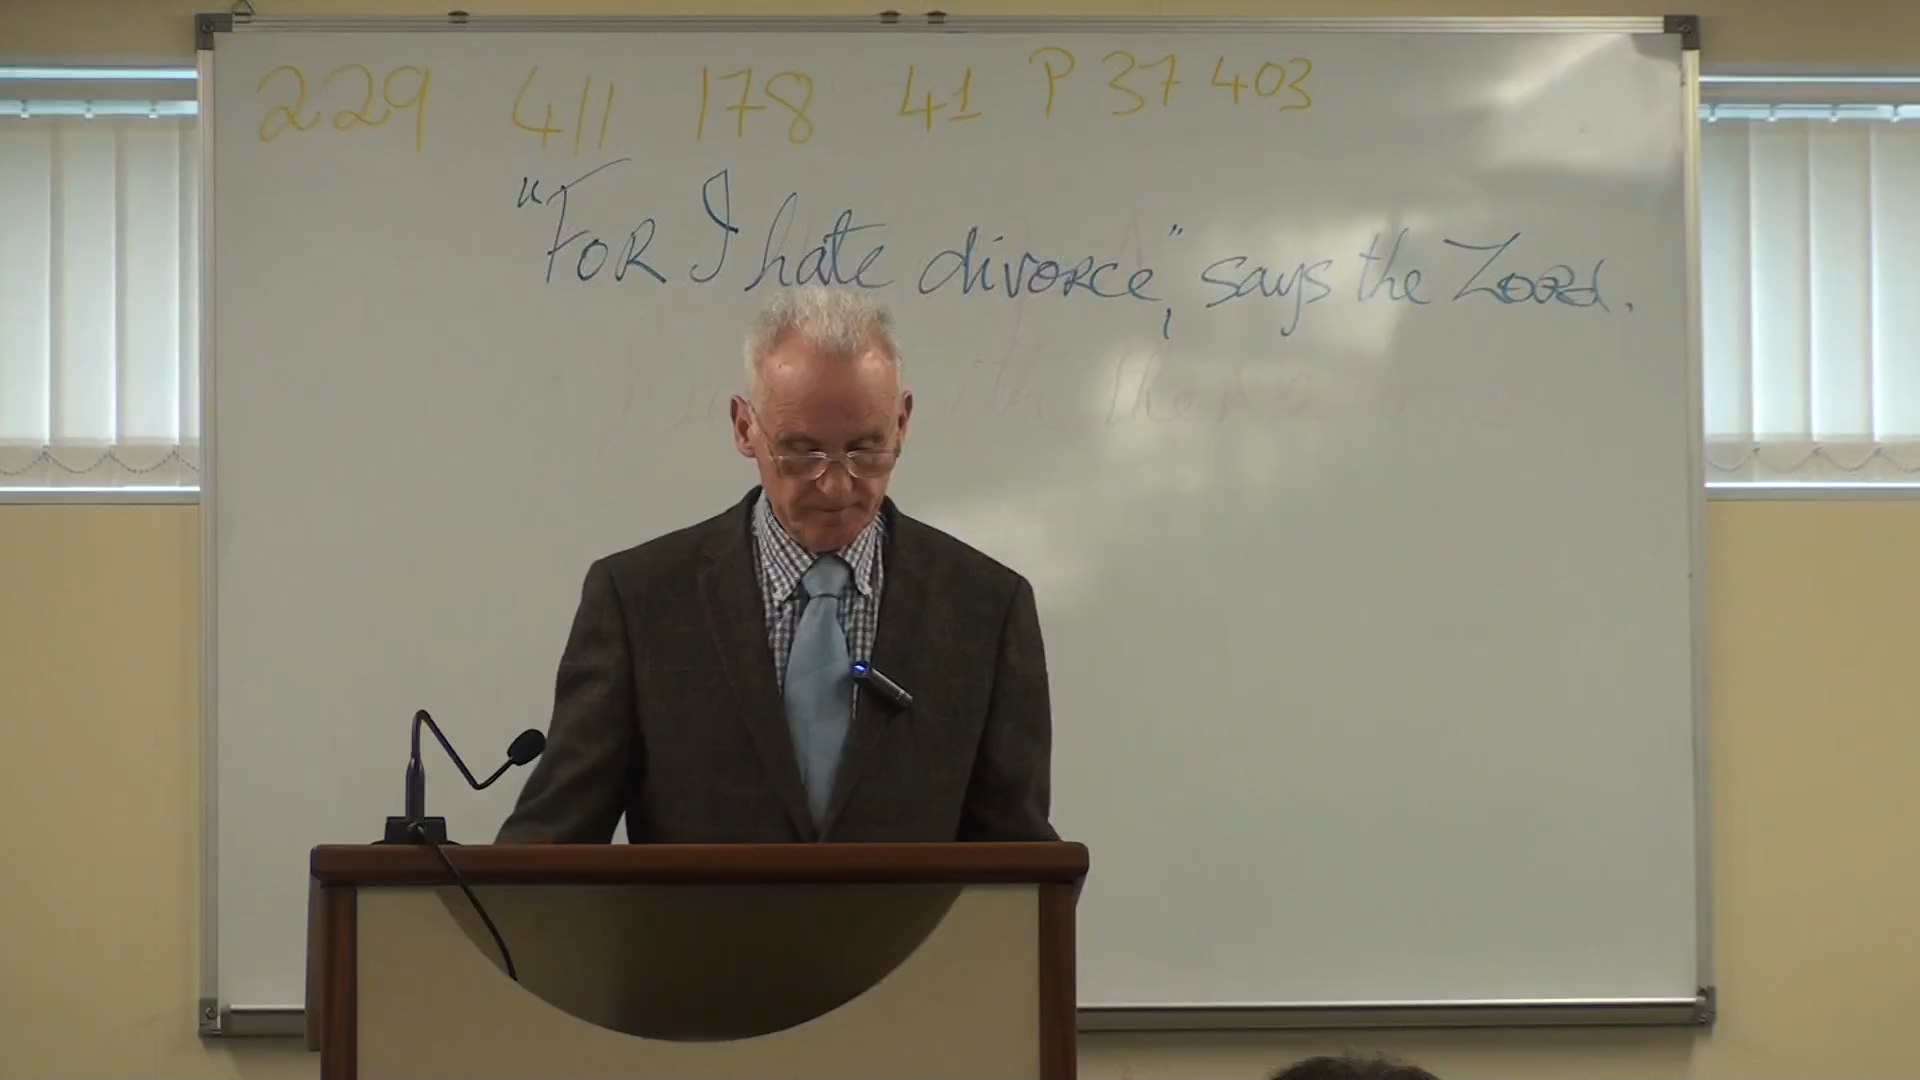 229 411 178 41 P 37 403
"FOR I hate divorce," says the Lord.